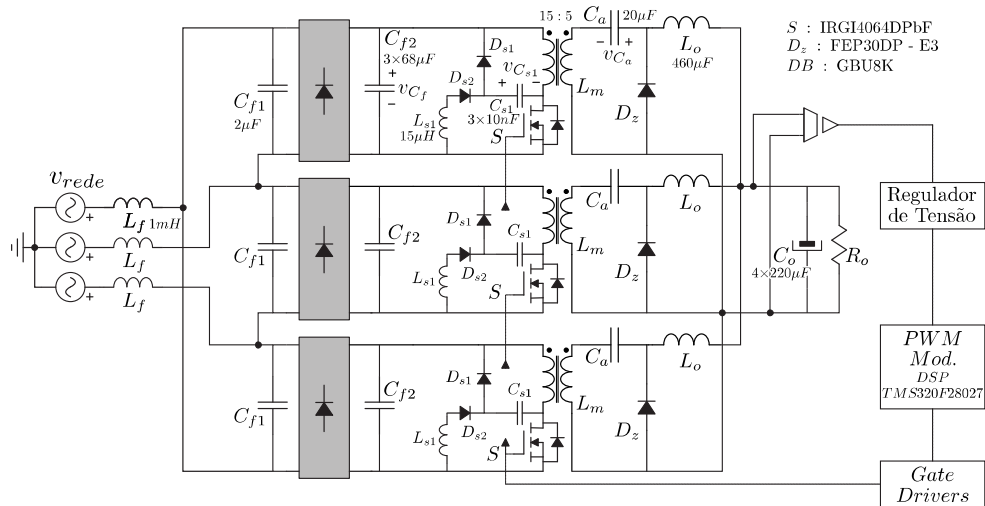 15 : 5
C_a
20μF
S : IRGI4064DPbF
D_z : FEP30DP - E3
DB : GBU8K
C_f2
3×68μF
+
v_Cf
−
D_s1
D_s2
+ v_Cs1 −
C_s1
3×10nF
L_s1
15μH
S
L_m
− v_Ca +
L_o
460μF
D_z
C_f1
2μF
v_rede
+
L_f 1mH
+
L_f
+
L_f
C_f1
C_f2
D_s1
D_s2
C_s1
L_s1
S
L_m
C_a
L_o
D_z
C_o
4×220μF
R_o
Regulador
de Tensão
C_f1
C_f2
D_s1
D_s2
C_s1
L_s1
S
L_m
C_a
L_o
D_z
PWM
Mod.
DSP
TMS320F28027
Gate
Drivers